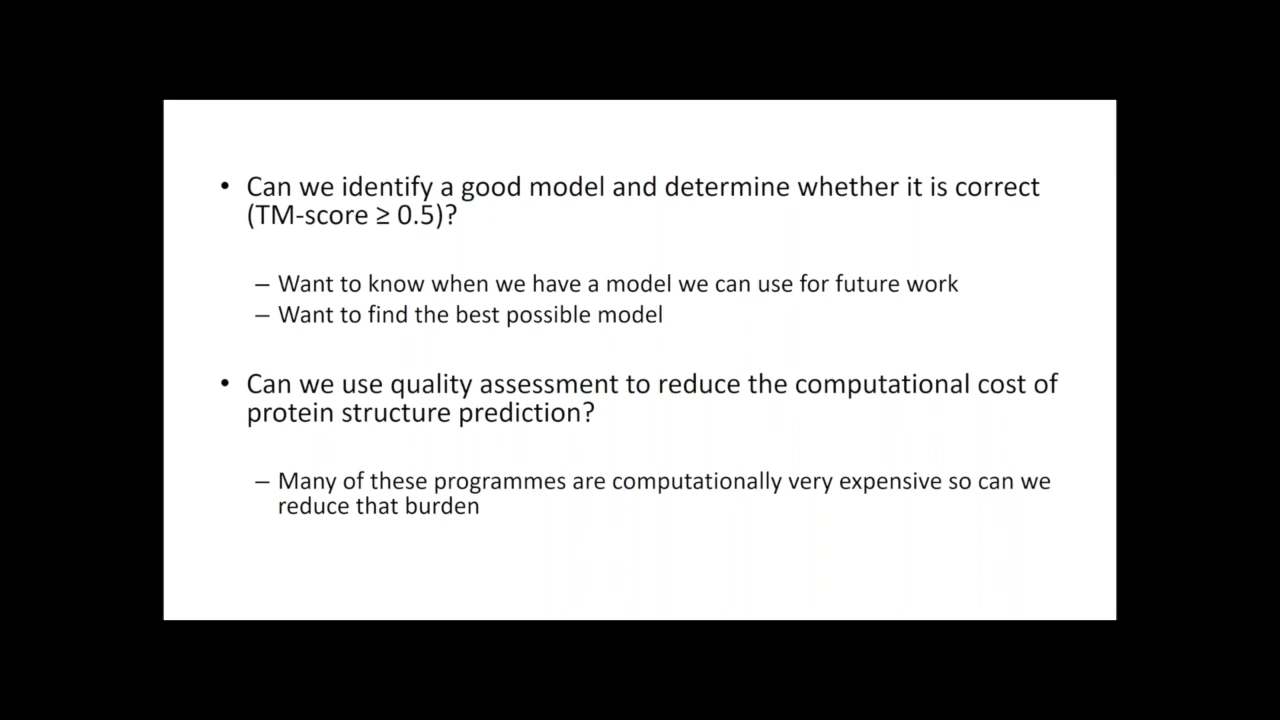 • Can we identify a good model and determine whether it is correct
(TM-score ≥ 0.5)?
– Want to know when we have a model we can use for future work
– Want to find the best possible model
• Can we use quality assessment to reduce the computational cost of
protein structure prediction?
– Many of these programmes are computationally very expensive so can we
reduce that burden